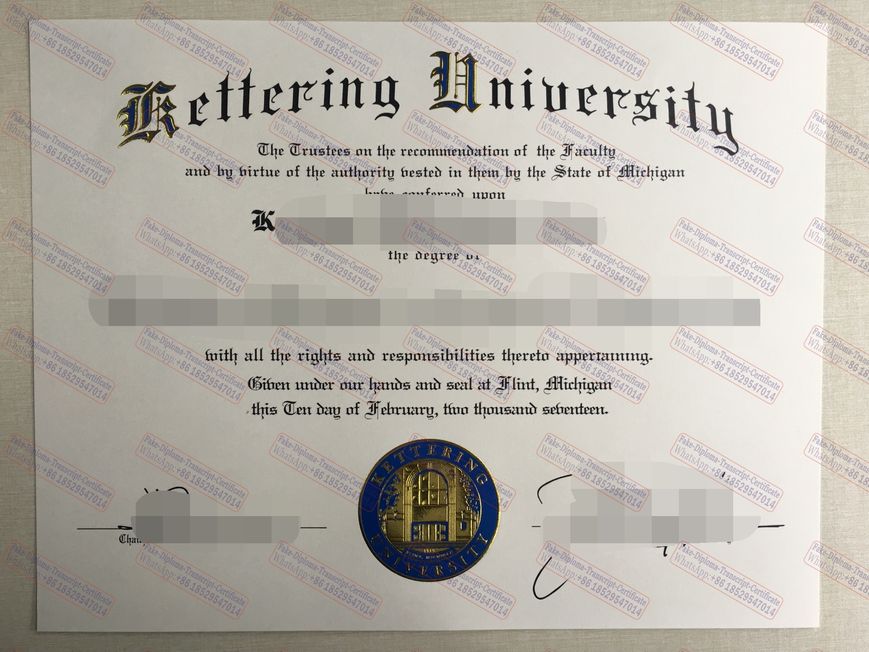 Kettering University
The Trustees on the recommendation of the Faculty
and by virtue of the authority vested in them by the State of Michigan
have conferred upon
K
the degree of
with all the rights and responsibilities thereto appertaining.
Given under our hands and seal at Flint, Michigan
this Ten day of February, two thousand seventeen.
KETTERING
UNIVERSITY
Fake-Diploma-Transcript-Certificate
WhatsApp:+86 18529547014